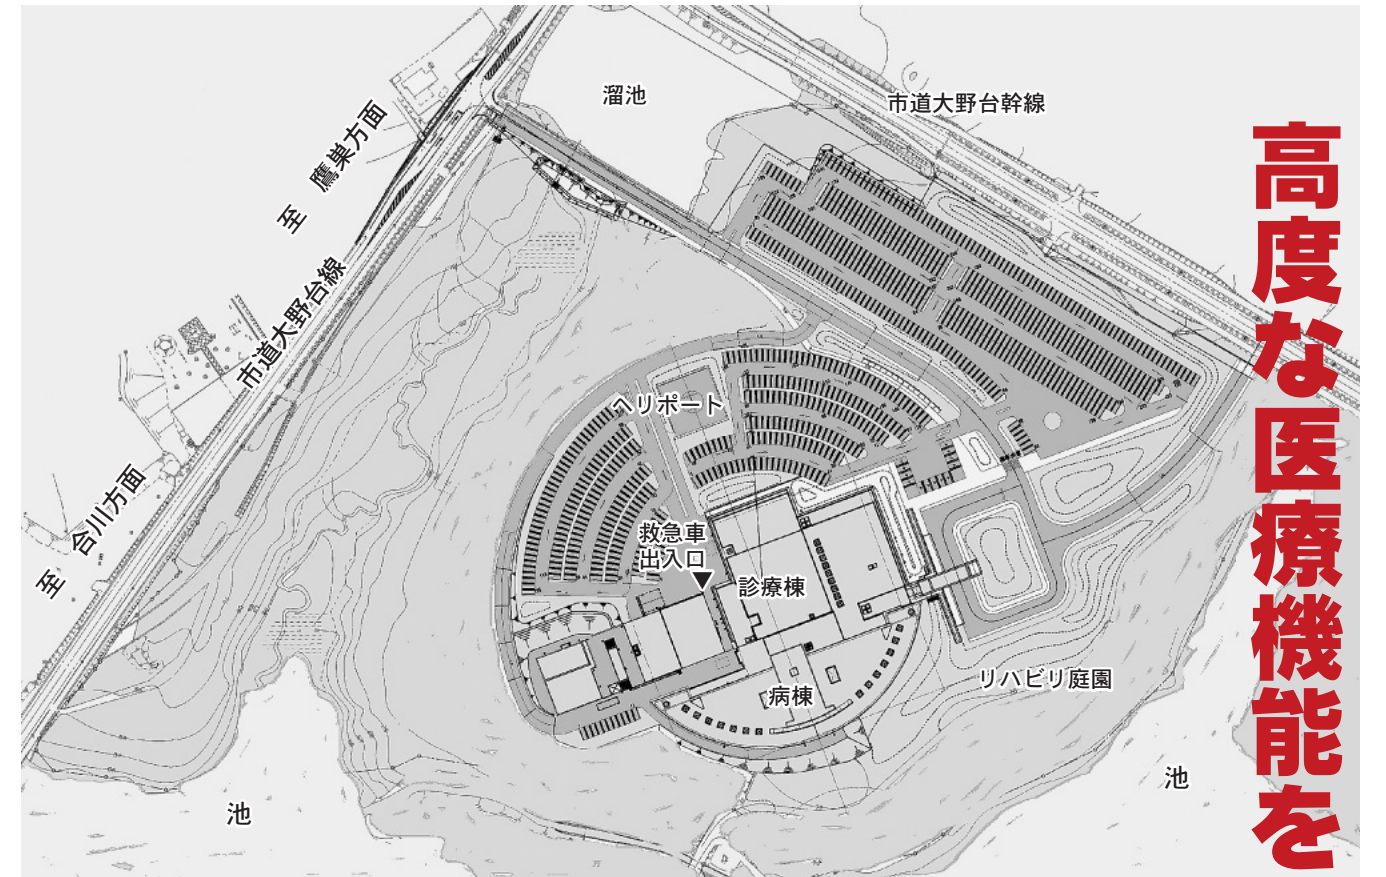 高度な医療機能を
溜池
市道大野台幹線
至 鷹巣方面
市道大野台線
至 合川方面
ヘリポート
救急車
出入口
診療棟
病棟
リハビリ庭園
池
池